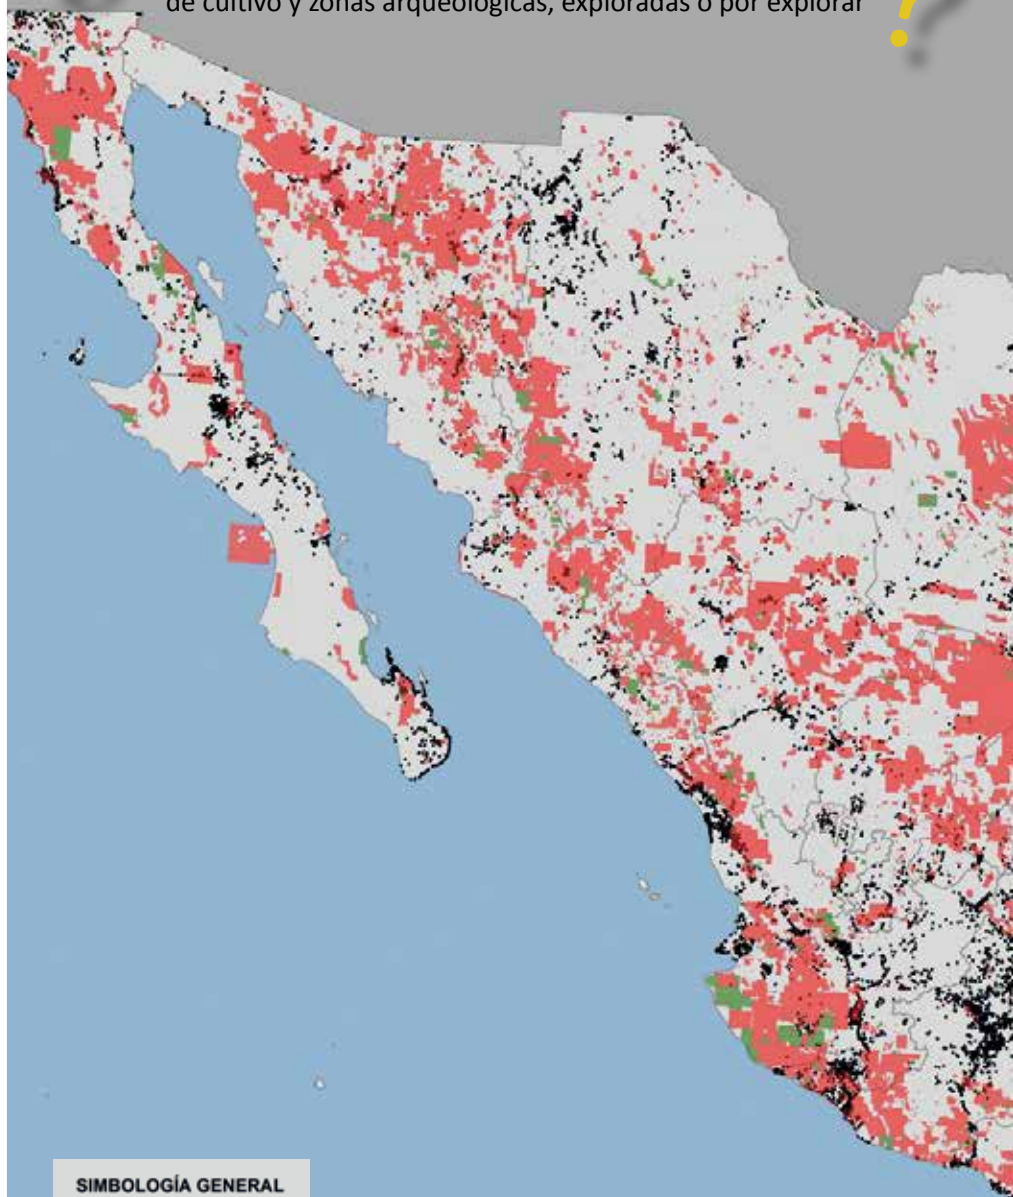 de cultivo y zonas arqueológicas, exploradas o por explorar
?
SIMBOLOGÍA GENERAL